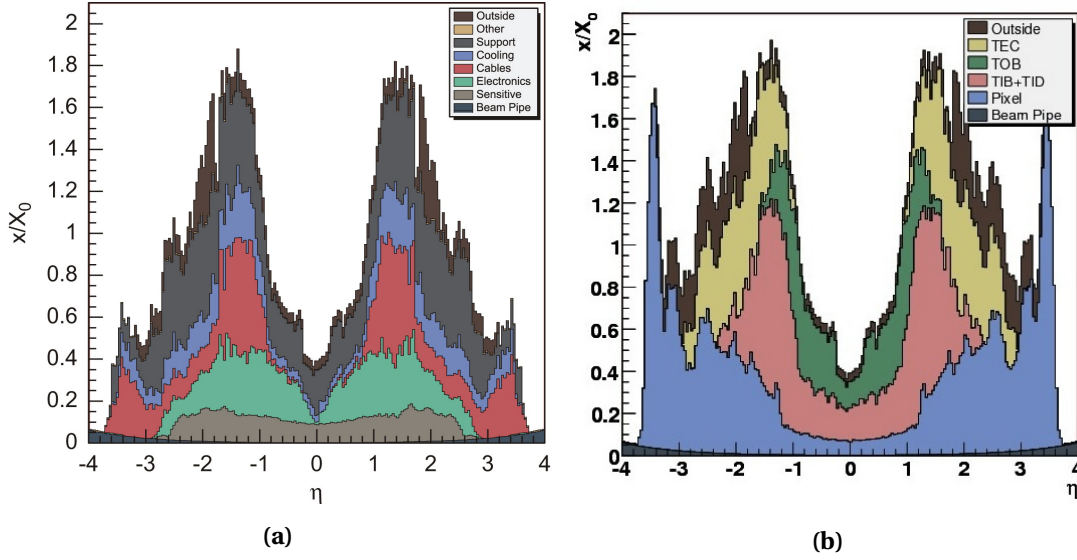 Outside
Other
Support
Cooling
Cables
Electronics
Sensitive
Beam Pipe
x/X0
2
1.8
1.6
1.4
1.2
1
0.8
0.6
0.4
0.2
0
-4 -3 -2 -1 0 1 2 3 4
η
(a)
Outside
TEC
TOB
TIB+TID
Pixel
Beam Pipe
x/X0
2
1.8
1.6
1.4
1.2
1
0.8
0.6
0.4
0.2
0
-4 -3 -2 -1 0 1 2 3 4
η
(b)